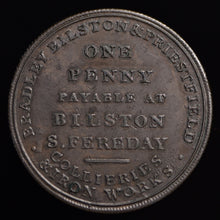 · BRADLEY BILSTON & PRIESTFIELD ·
ONE
PENNY
PAYABLE AT
BILSTON
S. FEREDAY
COLLIERIES
& IRON WORKS